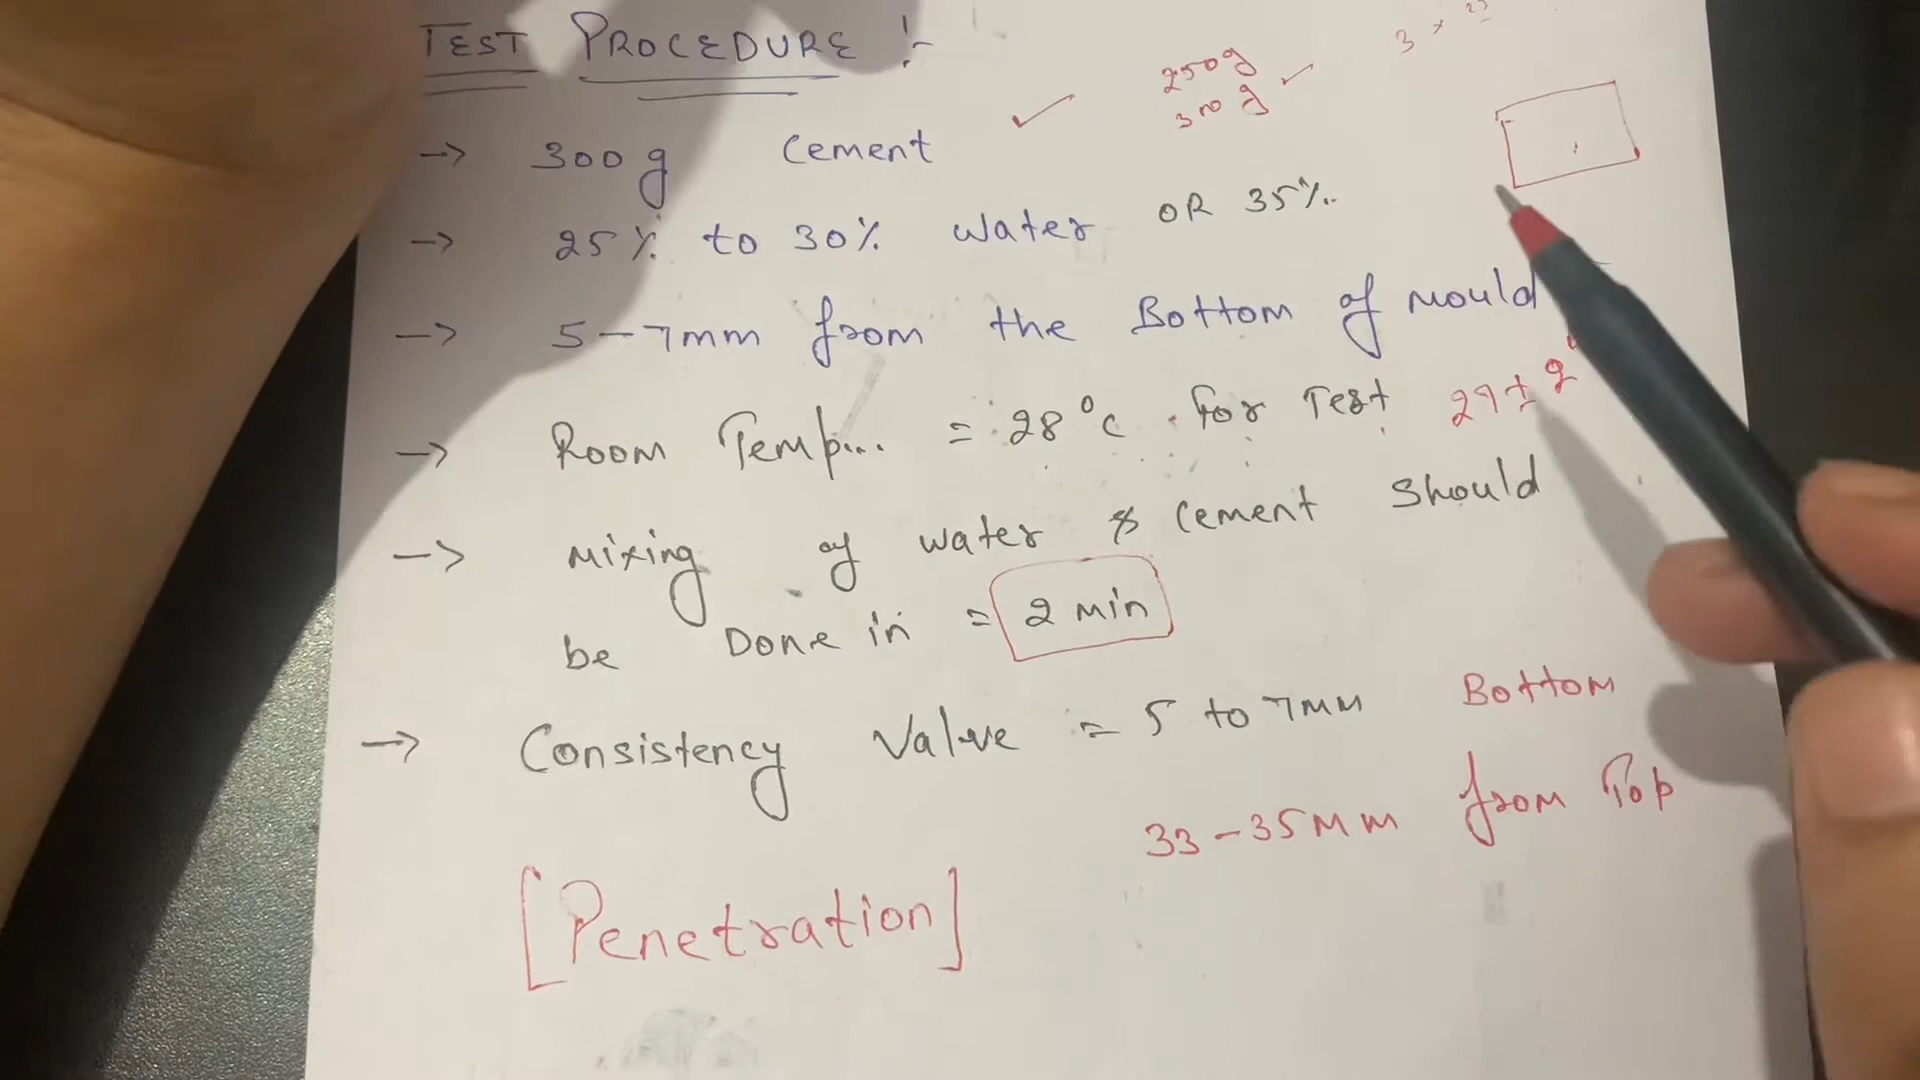 TEST PROCEDURE :-
250g
300 g
→ 300 g Cement
→ 25% to 30% water OR 35%.
→ 5-7mm from the Bottom of mould
→ Room Temp... = 28°c for Test 27±2°
→ Mixing of water & cement should
be Done in = 2 min
→ Consistency Value = 5 to 7mm Bottom
33-35MM from Top
[Penetration]